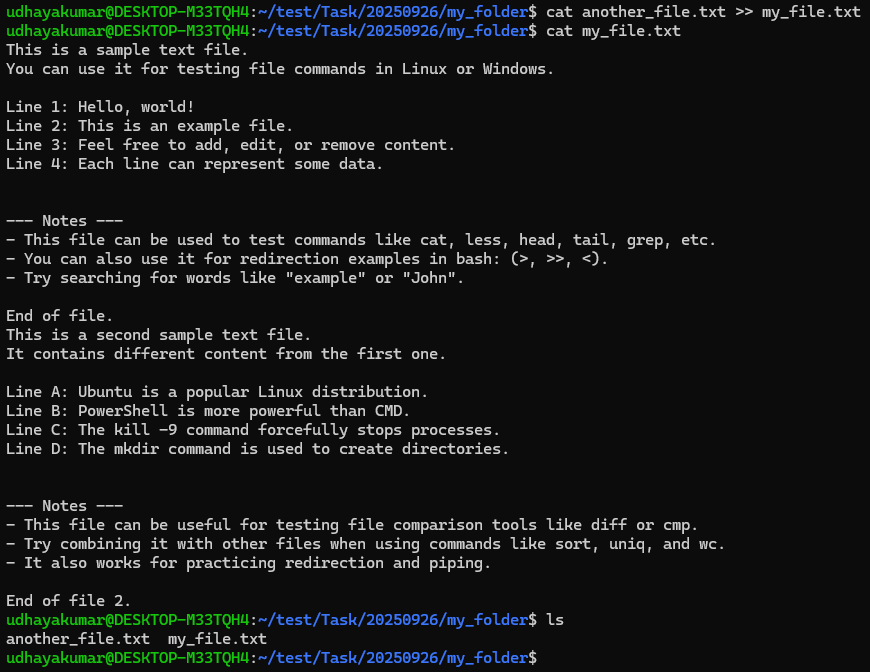 udhayakumar@DESKTOP-M33TQH4:~/test/Task/20250926/my_folder$ cat another_file.txt >> my_file.txt
udhayakumar@DESKTOP-M33TQH4:~/test/Task/20250926/my_folder$ cat my_file.txt
This is a sample text file.
You can use it for testing file commands in Linux or Windows.

Line 1: Hello, world!
Line 2: This is an example file.
Line 3: Feel free to add, edit, or remove content.
Line 4: Each line can represent some data.


--- Notes ---
- This file can be used to test commands like cat, less, head, tail, grep, etc.
- You can also use it for redirection examples in bash: (>, >>, <).
- Try searching for words like "example" or "John".

End of file.
This is a second sample text file.
It contains different content from the first one.

Line A: Ubuntu is a popular Linux distribution.
Line B: PowerShell is more powerful than CMD.
Line C: The kill -9 command forcefully stops processes.
Line D: The mkdir command is used to create directories.


--- Notes ---
- This file can be useful for testing file comparison tools like diff or cmp.
- Try combining it with other files when using commands like sort, uniq, and wc.
- It also works for practicing redirection and piping.

End of file 2.
udhayakumar@DESKTOP-M33TQH4:~/test/Task/20250926/my_folder$ ls
another_file.txt  my_file.txt
udhayakumar@DESKTOP-M33TQH4:~/test/Task/20250926/my_folder$